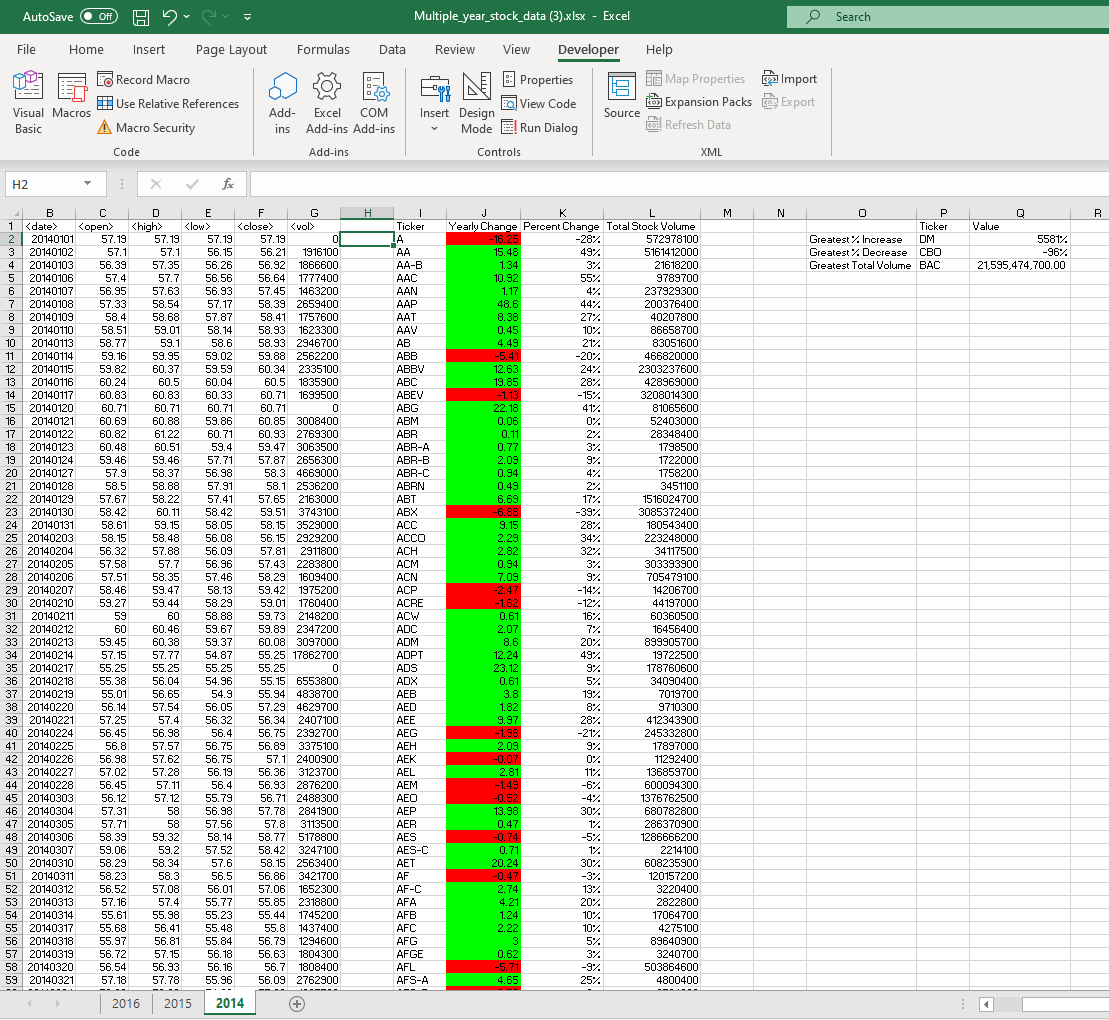 AutoSave Off Multiple_year_stock_data (3).xlsx - Excel Search
File Home Insert Page Layout Formulas Data Review View Developer Help
Visual Basic Macros Record Macro Use Relative References Macro Security
Add-ins Excel Add-ins COM Add-ins
Insert Design Mode Properties View Code Run Dialog
Source Map Properties Expansion Packs Refresh Data Import Export
Code Add-ins Controls XML
H2 fx
B C D E F G H I J K L M N O P Q R
1 <date> <open> <high> <low> <close> <vol> Ticker Yearly Change Percent Change Total Stock Volume Ticker Value
2 20140101 57.19 57.19 57.19 57.19 0 A -16.25 -28% 572978100 Greatest % Increase DM 5581%
3 20140102 57.1 57.1 56.15 56.21 1916100 AA 15.48 49% 5161412000 Greatest % Decrease CBO -96%
4 20140103 56.39 57.35 56.26 56.92 1866600 AA-B 1.34 3% 21618200 Greatest Total Volume BAC 21,595,474,700.00
5 20140106 57.4 57.7 56.56 56.64 1777400 AAC 10.92 55% 9789700
6 20140107 56.95 57.63 56.93 57.45 1463200 AAN 1.17 4% 237929300
7 20140108 57.33 58.54 57.17 58.39 2659400 AAP 48.6 44% 200376400
8 20140109 58.4 58.68 57.87 58.41 1757600 AAT 8.38 27% 40207800
9 20140110 58.51 59.01 58.14 58.93 1623300 AAV 0.45 10% 86658700
10 20140113 58.77 59.1 58.6 58.93 2946700 AB 4.49 21% 83051600
11 20140114 59.16 59.95 59.02 59.88 2562200 ABB -5.41 -20% 466820000
12 20140115 59.82 60.37 59.59 60.34 2335100 ABBV 12.63 24% 2303237600
13 20140116 60.24 60.5 60.04 60.5 1835900 ABC 19.85 28% 428969000
14 20140117 60.83 60.83 60.33 60.71 1699500 ABEV -1.13 -15% 3208014300
15 20140120 60.71 60.71 60.71 60.71 0 ABG 22.18 41% 81065600
16 20140121 60.69 60.88 59.86 60.85 3008400 ABM 0.06 0% 52403000
17 20140122 60.82 61.22 60.71 60.93 2769300 ABR 0.11 2% 28348400
18 20140123 60.48 60.51 59.4 59.47 3063500 ABR-A 0.77 3% 1798500
19 20140124 59.46 59.46 57.71 57.87 2656300 ABR-B 2.09 9% 1722000
20 20140127 57.9 58.37 56.98 58.3 4669000 ABR-C 0.94 4% 1758200
21 20140128 58.5 58.88 57.91 58.1 2536200 ABRN 0.49 2% 3451100
22 20140129 57.67 58.22 57.41 57.65 2163000 ABT 6.69 17% 1516024700
23 20140130 58.42 60.11 58.42 59.51 3743100 ABX -39% 3085372400
24 20140131 58.61 59.15 58.05 58.15 3529000 ACC 9.15 28% 180543400
25 20140203 58.15 58.48 56.08 56.15 2929200 ACCO 2.29 34% 223248000
26 20140204 56.32 57.88 56.09 57.81 2911800 ACH 2.82 32% 34117500
27 20140205 57.58 57.7 56.96 57.43 2283800 ACM 0.94 3% 303393900
28 20140206 57.51 58.35 57.46 58.29 1609400 ACN 7.09 9% 705479100
29 20140207 58.46 59.47 58.13 59.42 1975200 ACP -2.47 -14% 14206700
30 20140210 59.27 59.44 58.29 59.01 1760400 ACRE -1.62 -12% 44197000
31 20140211 59 60 58.88 59.73 2148200 ACW 0.61 16% 60360500
32 20140212 60 60.46 59.67 59.89 2347200 ADC 2.07 7% 16456400
33 20140213 59.45 60.38 59.37 60.08 3097000 ADM 8.6 20% 899905700
34 20140214 57.15 57.77 54.87 55.25 17862700 ADPT 12.24 49% 19722500
35 20140217 55.25 55.25 55.25 55.25 0 ADS 23.12 9% 178760600
36 20140218 55.38 56.04 54.96 55.15 6553800 ADX 0.61 5% 34090400
37 20140219 55.01 56.65 54.9 55.94 4838700 AEB 3.8 19% 7019700
38 20140220 56.14 57.54 56.05 57.29 4629700 AED 1.82 8% 9710300
39 20140221 57.25 57.4 56.32 56.34 2407100 AEE 9.97 28% 412343900
40 20140224 56.45 56.98 56.4 56.75 2392700 AEG -1.98 -21% 245332800
41 20140225 56.8 57.57 56.75 56.89 3375100 AEH 2.09 9% 17897000
42 20140226 56.98 57.62 56.75 57.1 2400900 AEK -0.07 0% 11292400
43 20140227 57.02 57.28 56.19 56.36 3123700 AEL 2.81 11% 136859700
44 20140228 56.45 57.11 56.4 56.93 2876200 AEM -1.49 -6% 600094300
45 20140303 56.12 57.12 55.79 56.71 2488300 AEO -0.52 -4% 1376762500
46 20140304 57.31 58 56.98 57.78 2841900 AEP 13.98 30% 680782800
47 20140305 57.71 58 57.56 57.8 3113500 AER 0.47 1% 286370900
48 20140306 58.39 59.32 58.14 58.77 5178800 AES -0.74 -5% 1286666200
49 20140307 59.06 59.2 57.52 58.42 3247100 AES-C 0.71 1% 2214100
50 20140310 58.29 58.34 57.6 58.15 2563400 AET 20.24 30% 608235900
51 20140311 58.23 58.3 56.5 56.86 3421700 AF -0.47 -3% 120157200
52 20140312 56.52 57.08 56.01 57.06 1652300 AF-C 2.74 13% 3220400
53 20140313 57.16 57.4 55.77 55.85 2318800 AFA 4.21 20% 2822800
54 20140314 55.61 55.98 55.23 55.44 1745200 AFB 1.24 10% 17064700
55 20140317 55.68 56.41 55.48 55.8 1437400 AFC 2.22 10% 4275100
56 20140318 55.97 56.81 55.84 56.79 1294600 AFG 3 5% 89640900
57 20140319 56.72 57.15 56.18 56.63 1804300 AFGE 0.62 3% 3240700
58 20140320 56.54 56.93 56.16 56.7 1808400 AFL -5.71 -9% 503864600
59 20140321 57.18 57.78 55.96 56.09 2762900 AFS-A 4.65 25% 4800400
2016 2015 2014